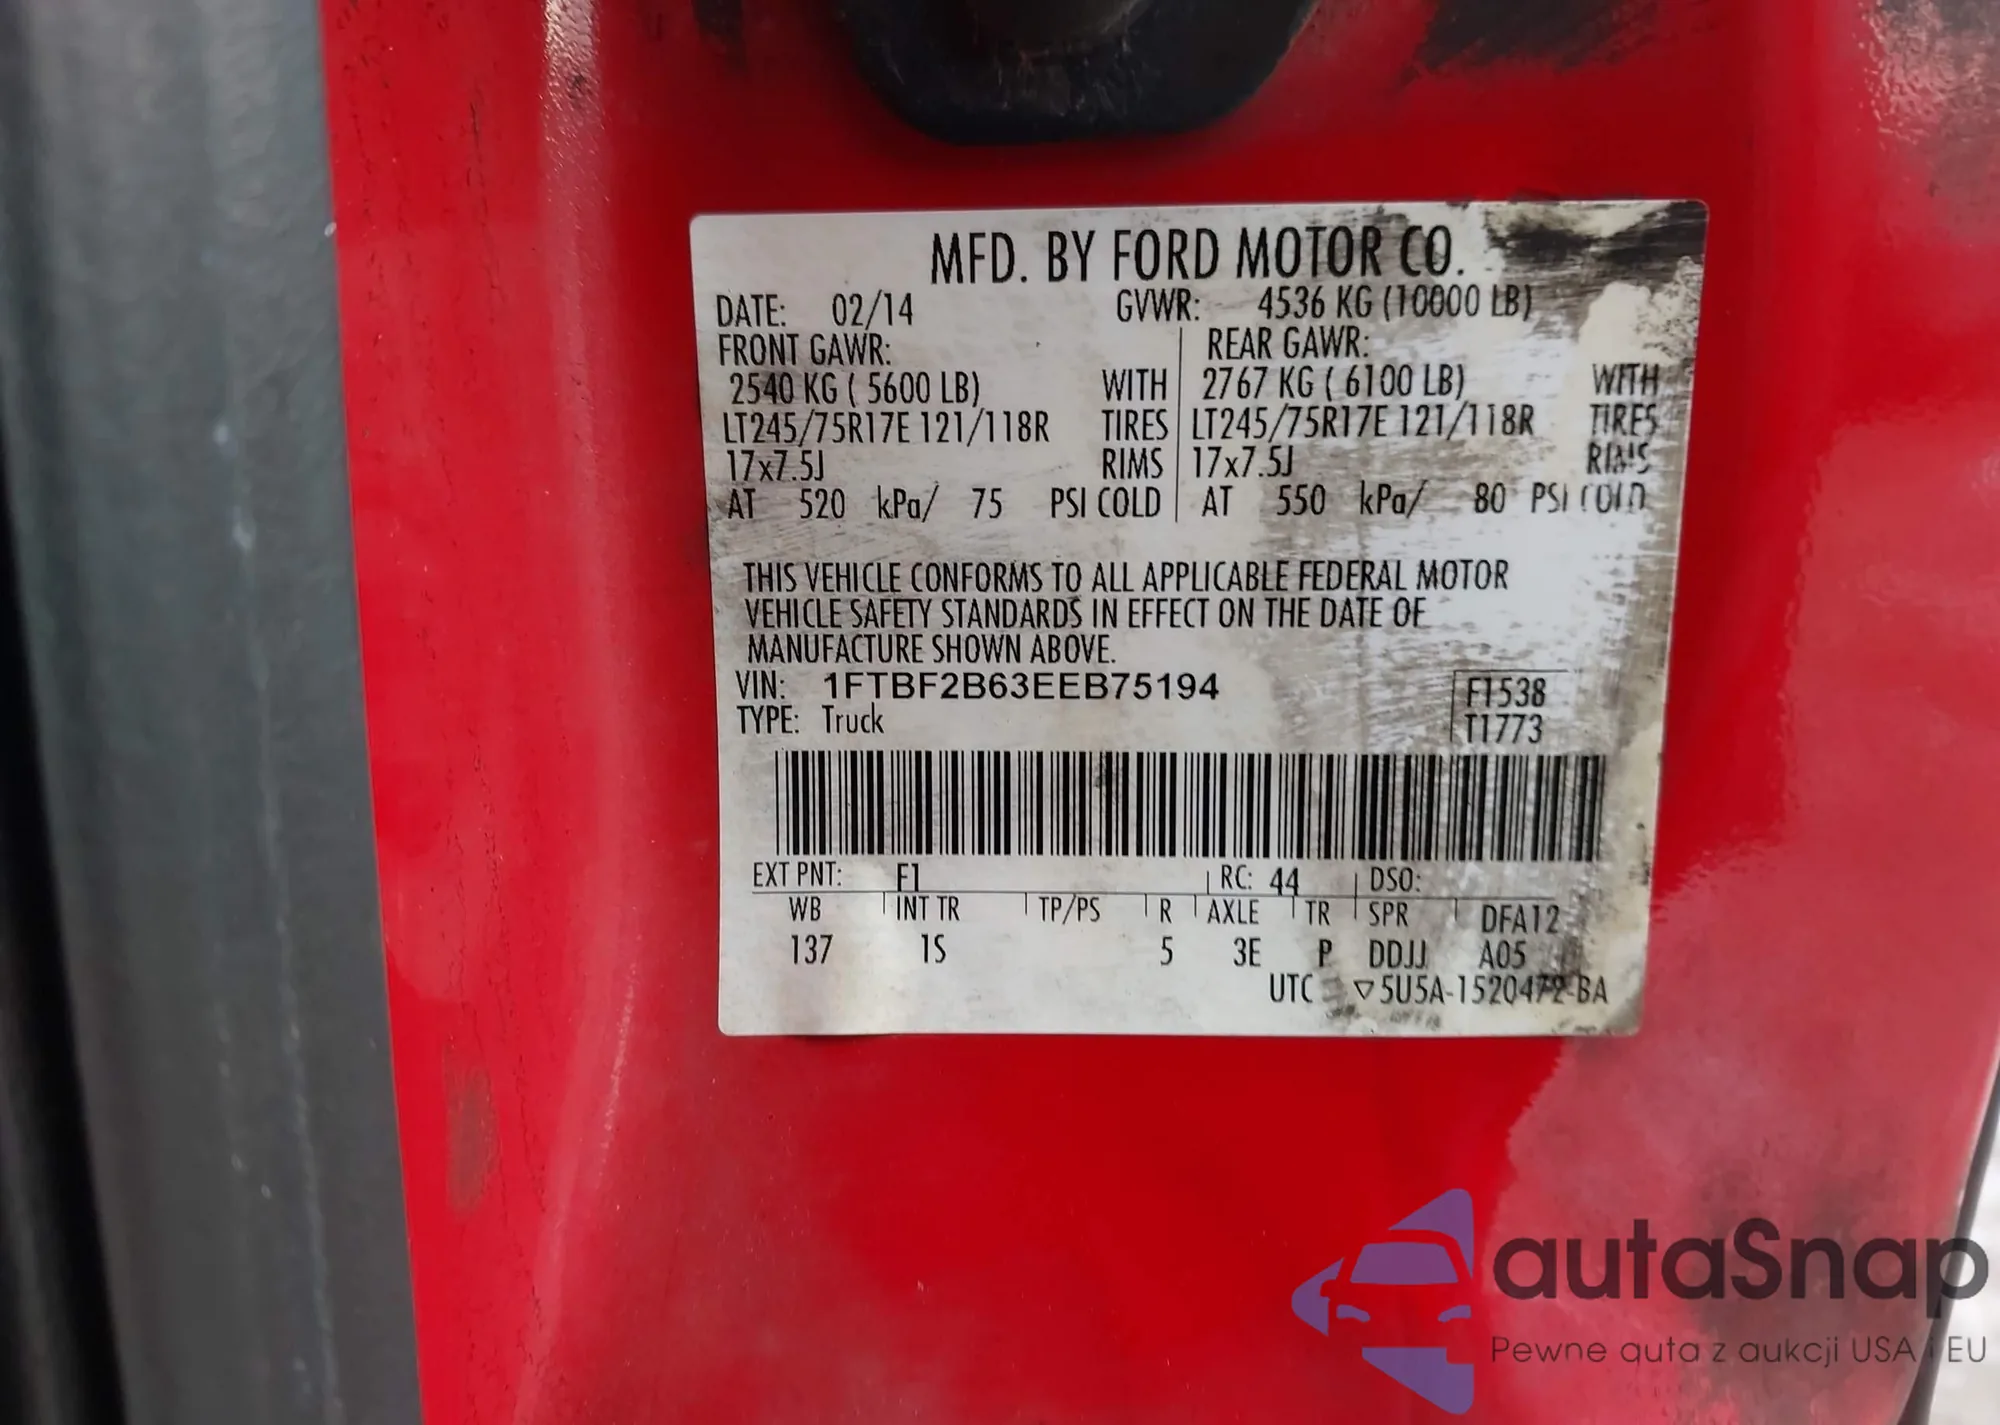 MFD. BY FORD MOTOR CO.
DATE: 02/14 GVWR: 4536 KG (10000 LB)
FRONT GAWR: REAR GAWR:
2540 KG ( 5600 LB) WITH 2767 KG ( 6100 LB) WITH
LT245/75R17E 121/118R TIRES LT245/75R17E 121/118R TIRES
17x7.5J RIMS 17x7.5J RIMS
AT 520 kPa/ 75 PSI COLD AT 550 kPa/ 80 PSI COLD
THIS VEHICLE CONFORMS TO ALL APPLICABLE FEDERAL MOTOR
VEHICLE SAFETY STANDARDS IN EFFECT ON THE DATE OF
MANUFACTURE SHOWN ABOVE.
VIN: 1FTBF2B63EEB75194 F1538
TYPE: Truck T1773
EXT PNT: F1 RC: 44 DSO:
WB INT TR TP/PS R AXLE TR SPR DFA12
137 1S 5 3E P DDJJ A05
UTC ▽5U5A-1520472-BA
autaSnap
Pewne auta z aukcji USA i EU